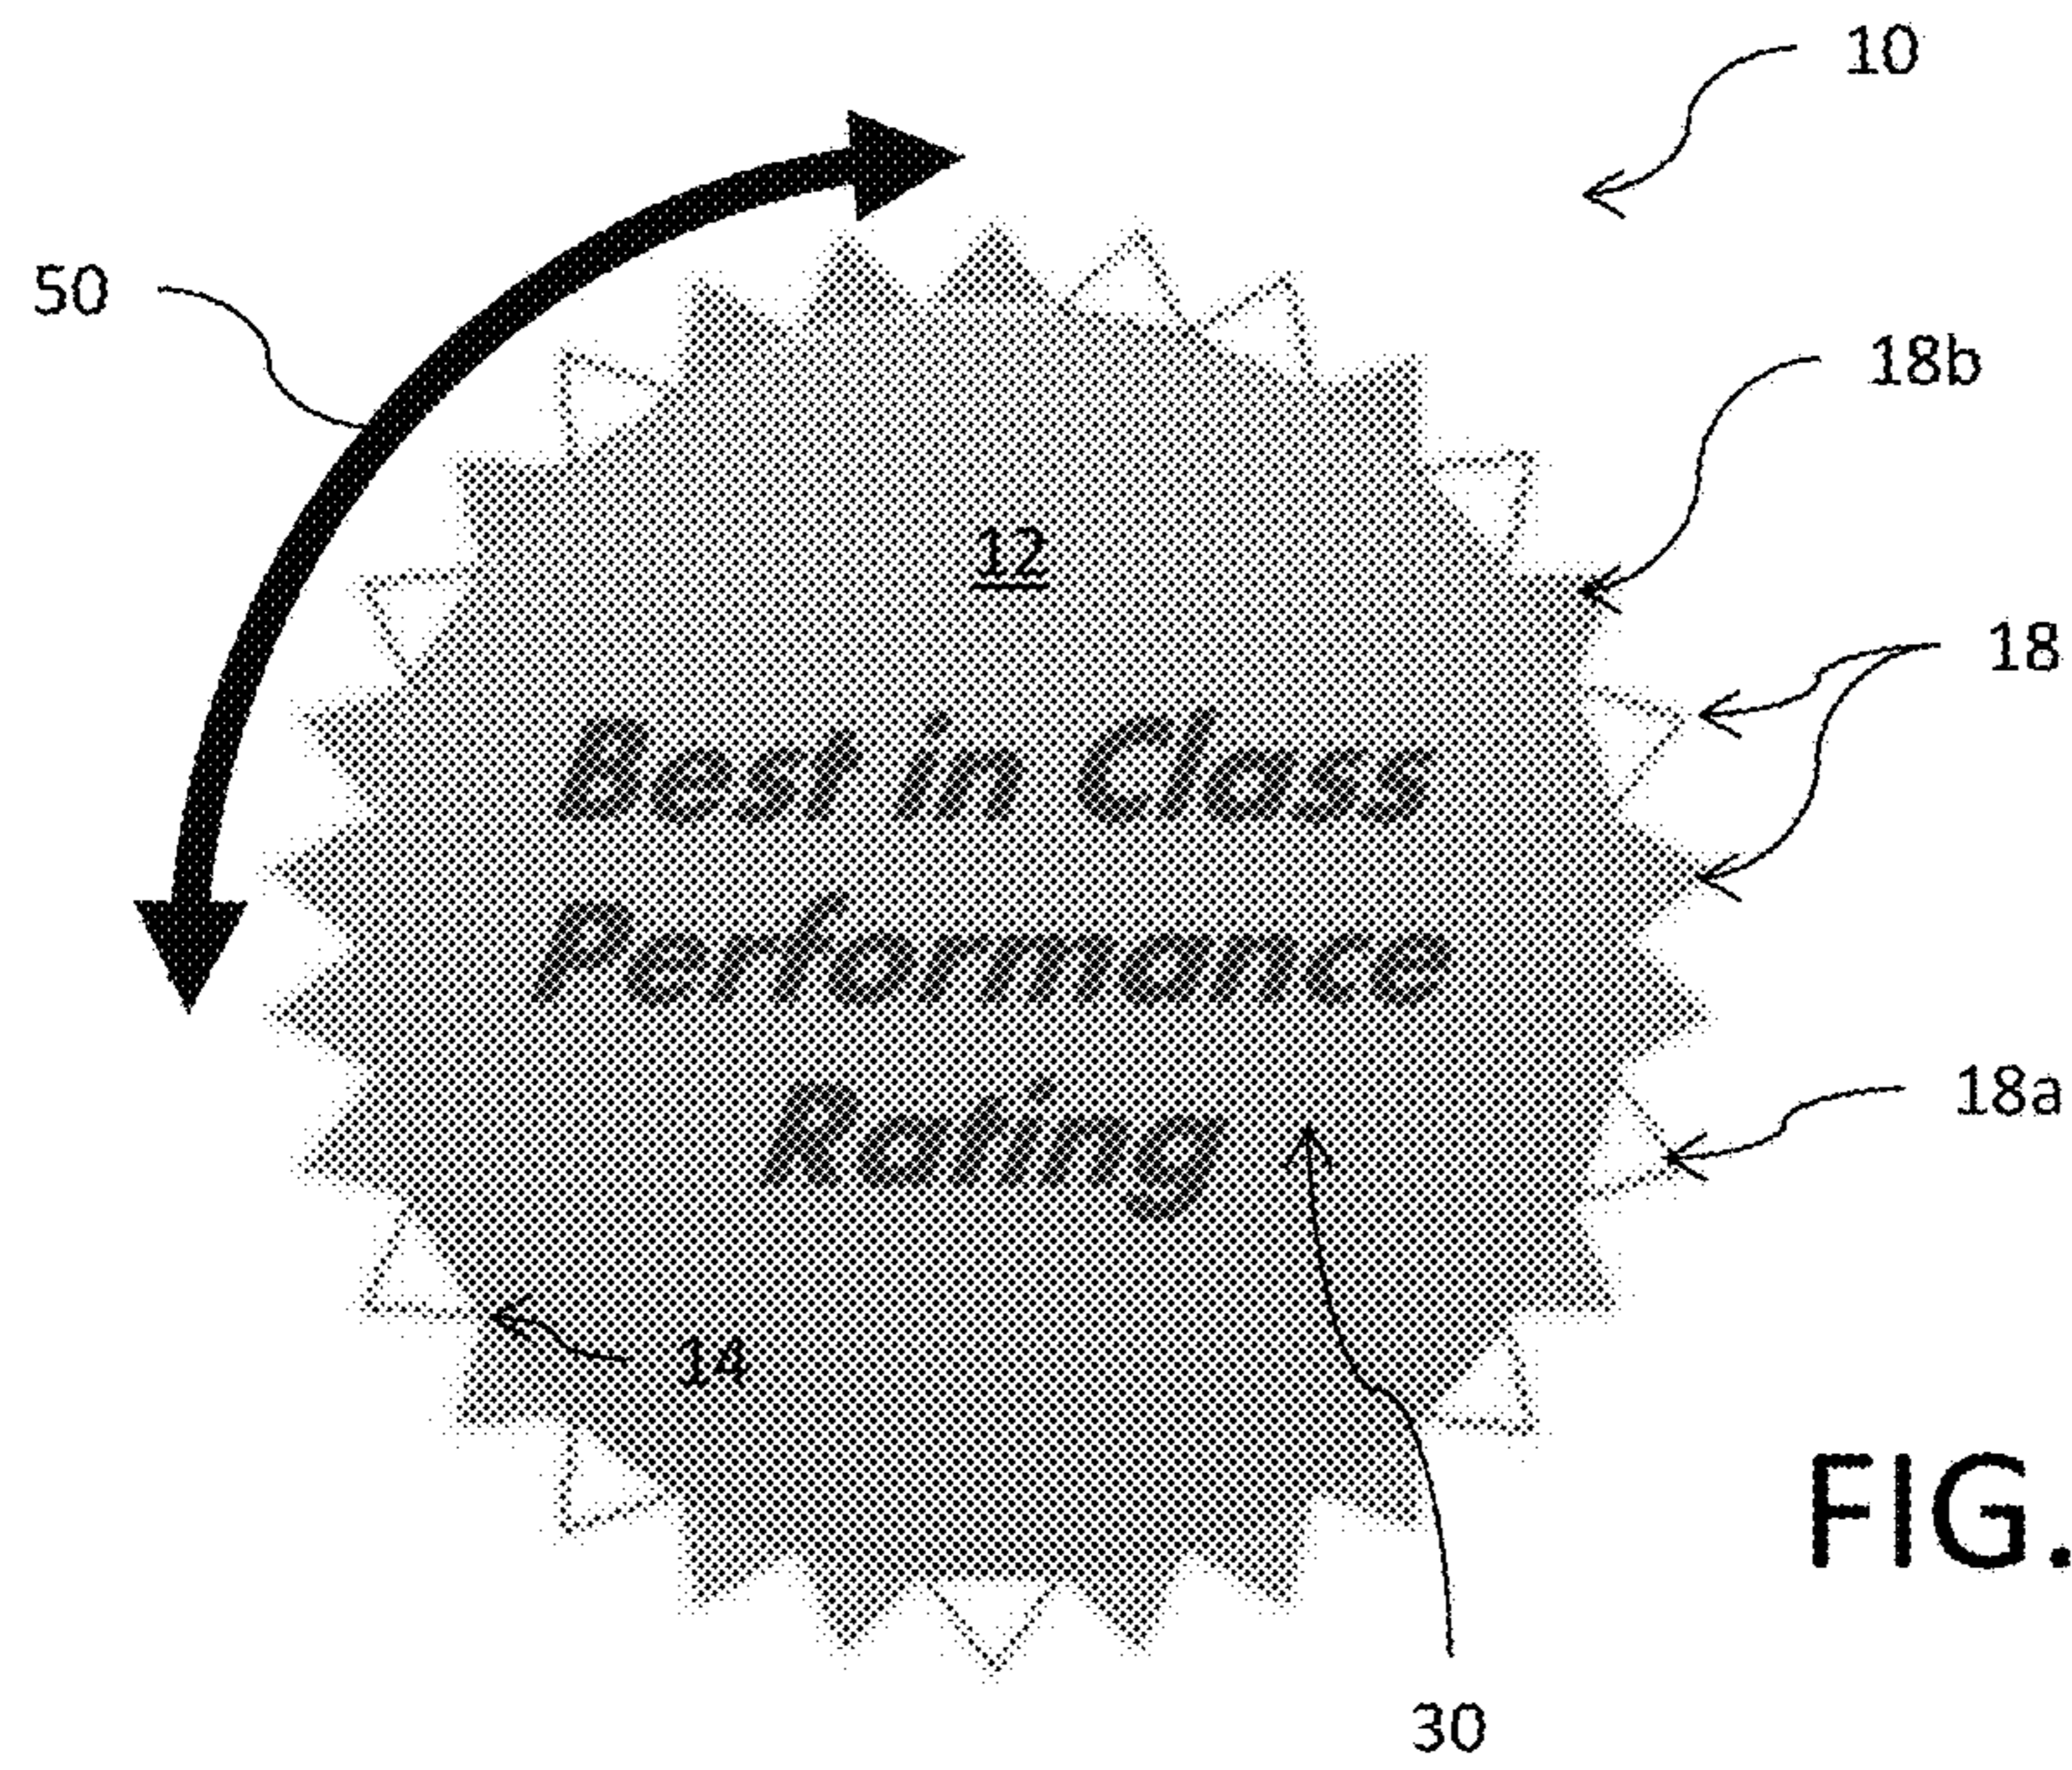 10
50
18b
12
18
Best in Class
Performance
Rating
18a
14
FIG.
30